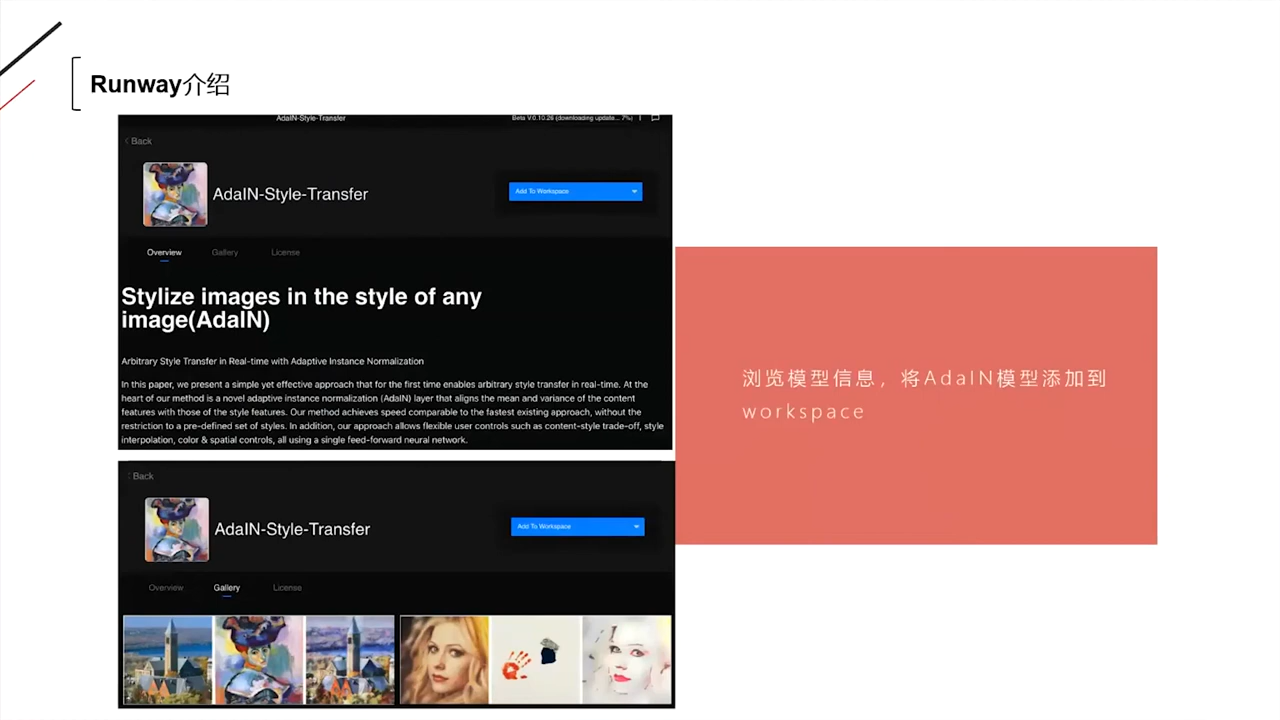 Runway介绍
AdaIN-Style-Transfer
Beta V.0.10.26 (downloading update... 7%)
Back
AdaIN-Style-Transfer
Add To Workspace
Overview Gallery License
Stylize images in the style of any
image(AdaIN)
Arbitrary Style Transfer in Real-time with Adaptive Instance Normalization
In this paper, we present a simple yet effective approach that for the first time enables arbitrary style transfer in real-time. At the
heart of our method is a novel adaptive instance normalization (AdaIN) layer that aligns the mean and variance of the content
features with those of the style features. Our method achieves speed comparable to the fastest existing approach, without the
restriction to a pre-defined set of styles. In addition, our approach allows flexible user controls such as content-style trade-off, style
interpolation, color & spatial controls, all using a single feed-forward neural network.
Back
AdaIN-Style-Transfer
Add To Workspace
Overview Gallery License
浏览模型信息，将AdaIN模型添加到
workspace